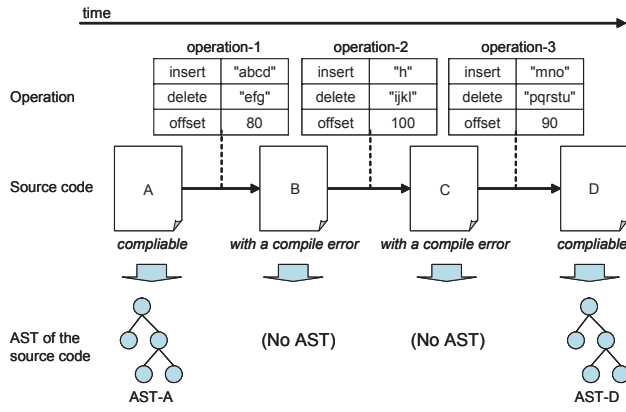 time
operation-1 operation-2 operation-3
Operation
insert "abcd" insert "h" insert "mno"
delete "efg" delete "ijkl" delete "pqrstu"
offset 80 offset 100 offset 90
Source code
A B C D
compliable with a compile error with a compile error compliable
AST of the
source code
(No AST) (No AST)
AST-A AST-D